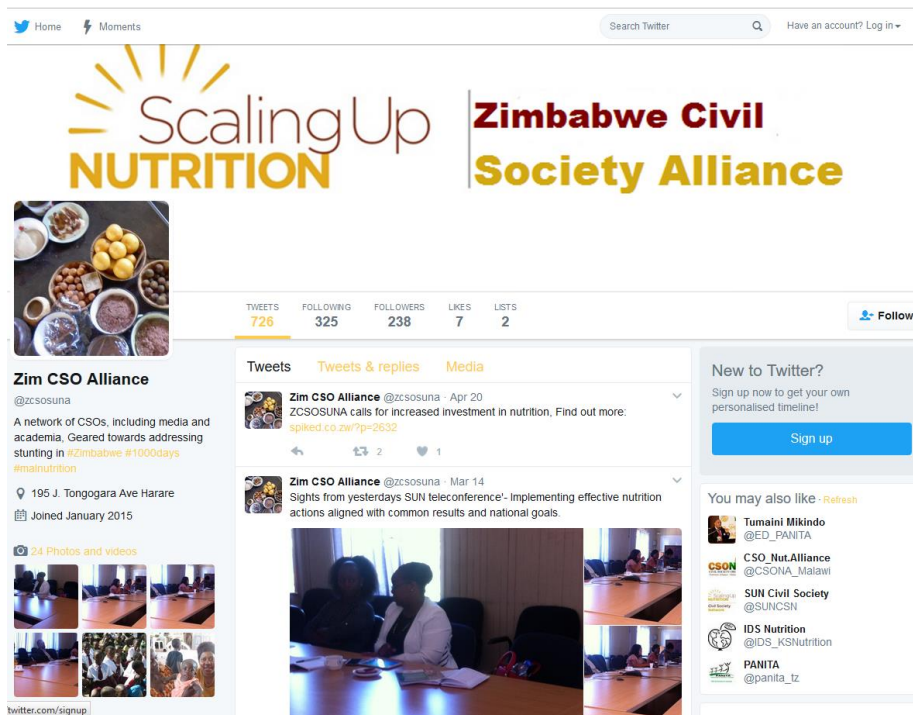 Home
Moments
Search Twitter
Have an account? Log in
Scaling Up
NUTRITION
Zimbabwe Civil
Society Alliance
TWEETS
726
FOLLOWING
325
FOLLOWERS
238
LIKES
7
LISTS
2
Follow
Zim CSO Alliance
@zcsosuna
A network of CSOs, including media and
academia, Geared towards addressing
stunting in #Zimbabwe #1000days
#malnutrition
195 J. Tongogara Ave Harare
Joined January 2015
24 Photos and videos
Tweets
Tweets & replies
Media
Zim CSO Alliance @zcsosuna · Apr 20
ZCSOSUNA calls for increased investment in nutrition, Find out more:
spiked.co.zw/?p=2632
2
1
Zim CSO Alliance @zcsosuna · Mar 14
Sights from yesterdays SUN teleconference'- Implementing effective nutrition
actions aligned with common results and national goals.
New to Twitter?
Sign up now to get your own
personalised timeline!
Sign up
You may also like · Refresh
Tumaini Mikindo
@ED_PANITA
CSON
CSO_Nut.Alliance
@CSONA_Malawi
SUN Civil Society
@SUNCSN
IDS Nutrition
@IDS_KSNutrition
PANITA
@panita_tz
twitter.com/signup